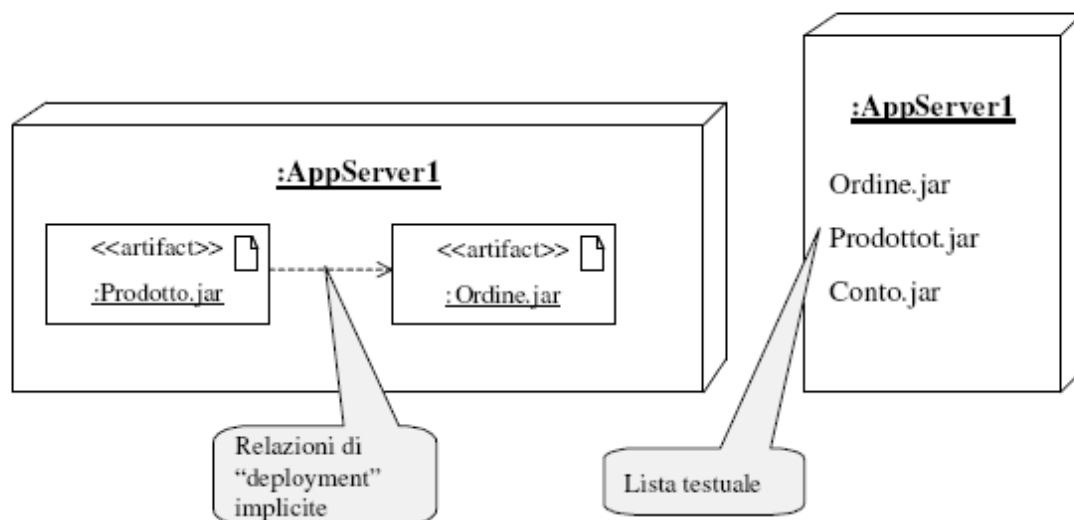 :AppServer1
<<artifact>>
:Prodotto.jar
<<artifact>>
:Ordine.jar
Relazioni di
“deployment”
implicite
:AppServer1
Ordine.jar
Prodottot.jar
Conto.jar
Lista testuale